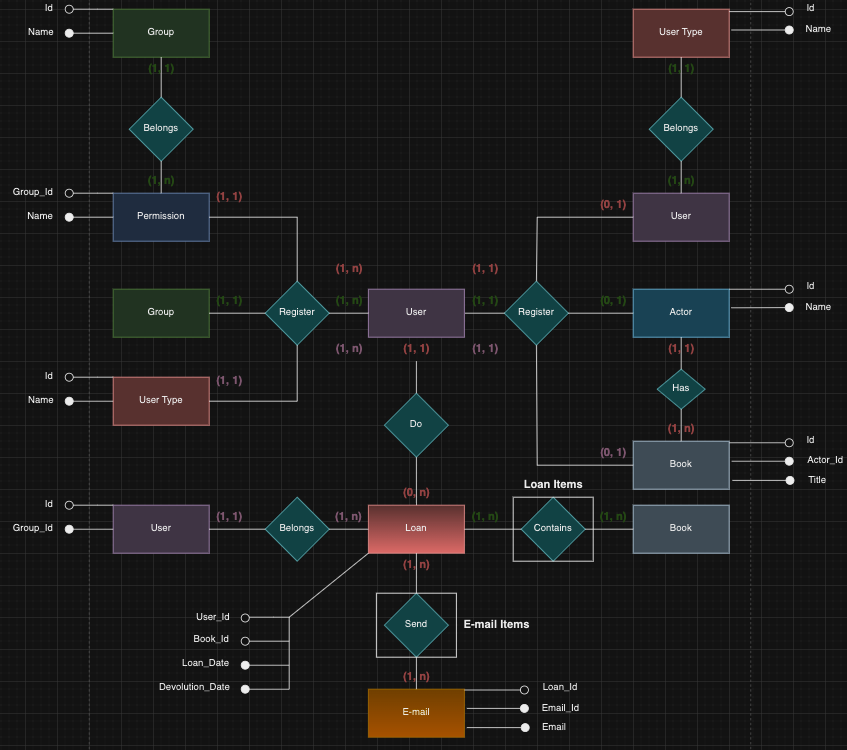 Id
Name
Group
(1, 1)
Belongs
(1, n)
Id
Name
User Type
(1, 1)
Belongs
(1, n)
Group_Id
Name
Permission
(1, 1)
(0, 1)
User
(1, n)
(1, 1)
Group
(1, 1)
Register
(1, n)
User
(1, 1)
Register
(0, 1)
Actor
Id
Name
(1, n)
(1, 1)
(1, 1)
(1, 1)
Id
Name
User Type
(1, 1)
Has
Do
(1, n)
(0, 1)
Book
Id
Actor_Id
Title
Loan Items
(0, n)
Id
Group_Id
User
(1, 1)
Belongs
(1, n)
Loan
(1, n)
Contains
(1, n)
Book
(1, n)
User_Id
Book_Id
Loan_Date
Devolution_Date
Send
E-mail Items
(1, n)
E-mail
Loan_Id
Email_Id
Email